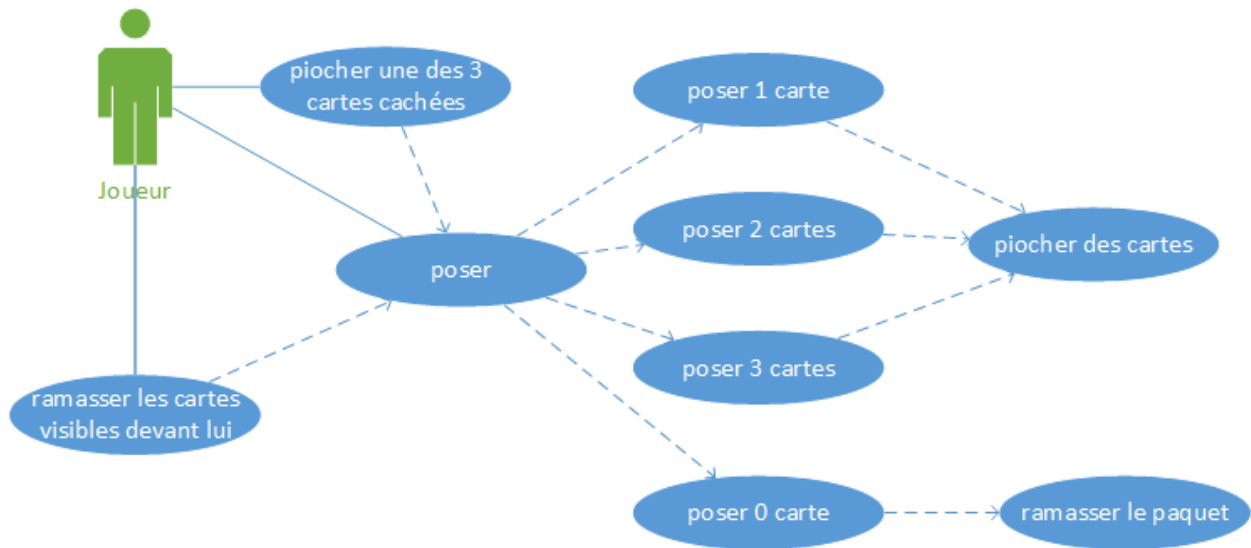 piocher une des 3
cartes cachées
poser 1 carte
Joueur
poser 2 cartes
piocher des cartes
poser
poser 3 cartes
ramasser les cartes
visibles devant lui
poser 0 carte
ramasser le paquet